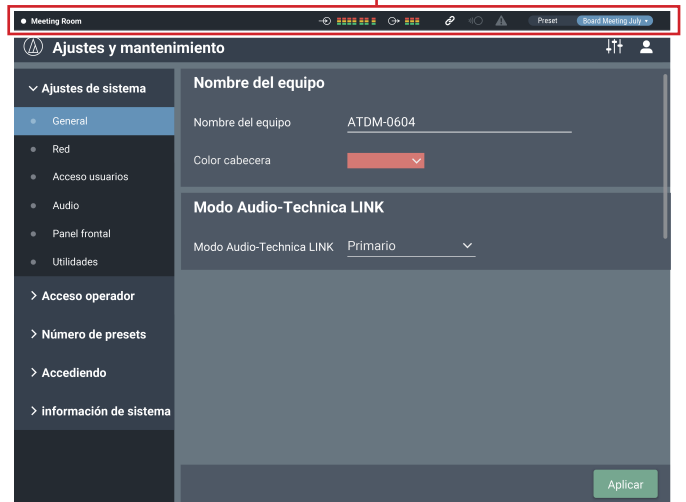 Meeting Room Preset Board Meeting July
Ajustes y mantenimiento
Ajustes de sistema
General
Red
Acceso usuarios
Audio
Panel frontal
Utilidades
Acceso operador
Número de presets
Accediendo
información de sistema
Nombre del equipo
Nombre del equipo ATDM-0604
Color cabecera
Modo Audio-Technica LINK
Modo Audio-Technica LINK Primario
Aplicar